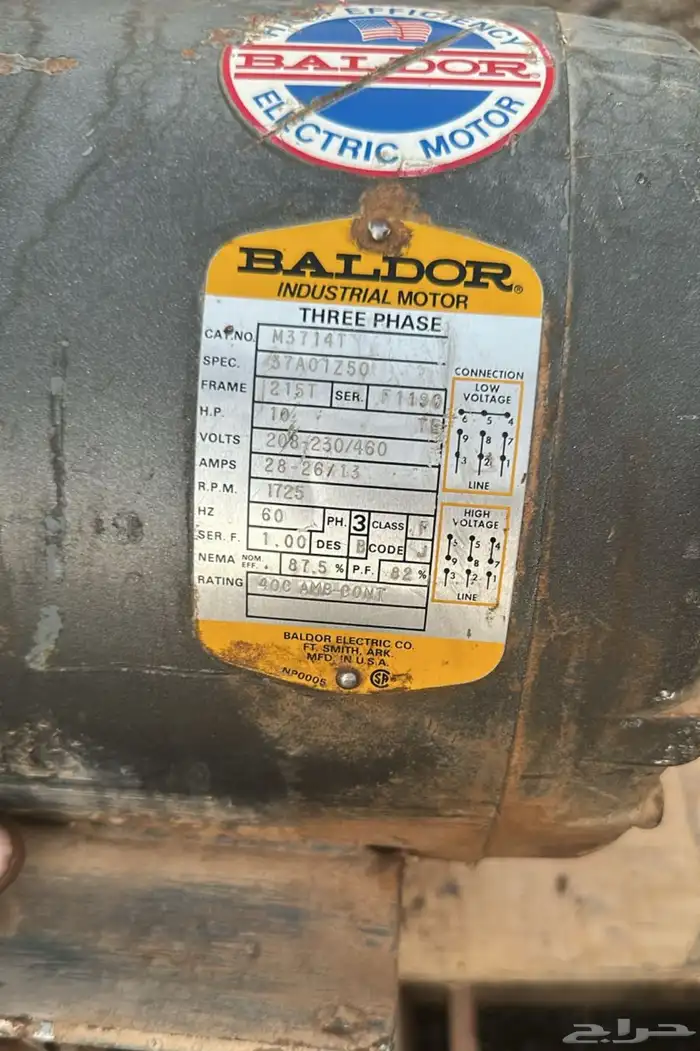 HIGH EFFICIENCY
BALDOR®
ELECTRIC MOTOR
BALDOR®
INDUSTRIAL MOTOR
THREE PHASE
CAT.NO. M3714T
SPEC. 37A01Z50
FRAME 215T SER. F1190
H.P. 10 TE
VOLTS 208-230/460
AMPS 28-26/13
R.P.M. 1725
HZ 60 PH. 3 CLASS F
SER. F. 1.00 DES B CODE J
NEMA NOM. EFF. 87.5 % P.F. 82 %
RATING 40C AMB-CONT
CONNECTION
LOW VOLTAGE
6 5 4
9 8 7
3 2 1
LINE
HIGH VOLTAGE
6 5 4
9 8 7
3 2 1
LINE
BALDOR ELECTRIC CO.
FT. SMITH, ARK.
MFD. IN U.S.A.
NP0006
SA
حراج